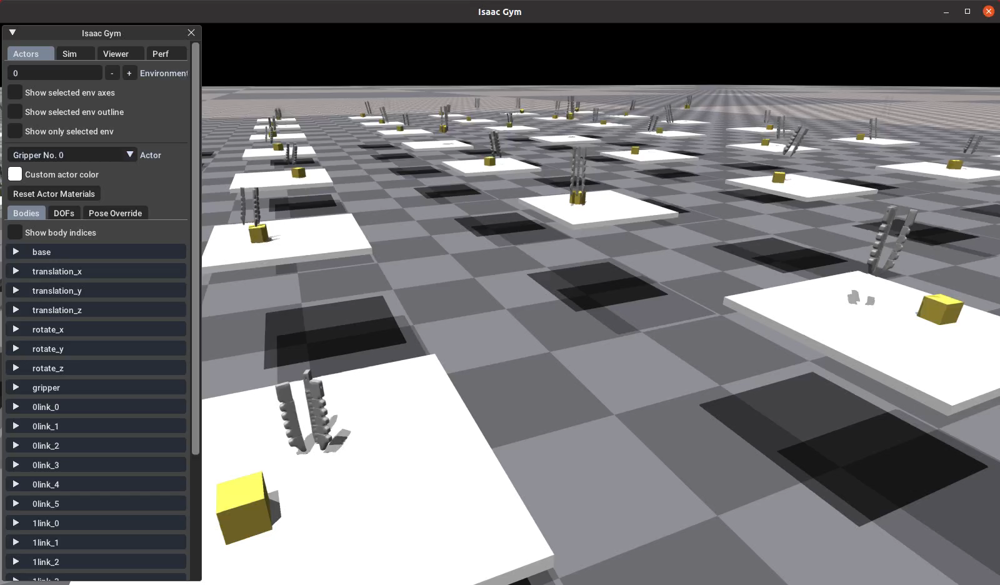 Isaac Gym
Isaac Gym
Actors Sim Viewer Perf
0 - + Environment
Show selected env axes
Show selected env outline
Show only selected env
Gripper No. 0 Actor
Custom actor color
Reset Actor Materials
Bodies DOFs Pose Override
Show body indices
base
translation_x
translation_y
translation_z
rotate_x
rotate_y
rotate_z
gripper
0link_0
0link_1
0link_2
0link_3
0link_4
0link_5
1link_0
1link_1
1link_2